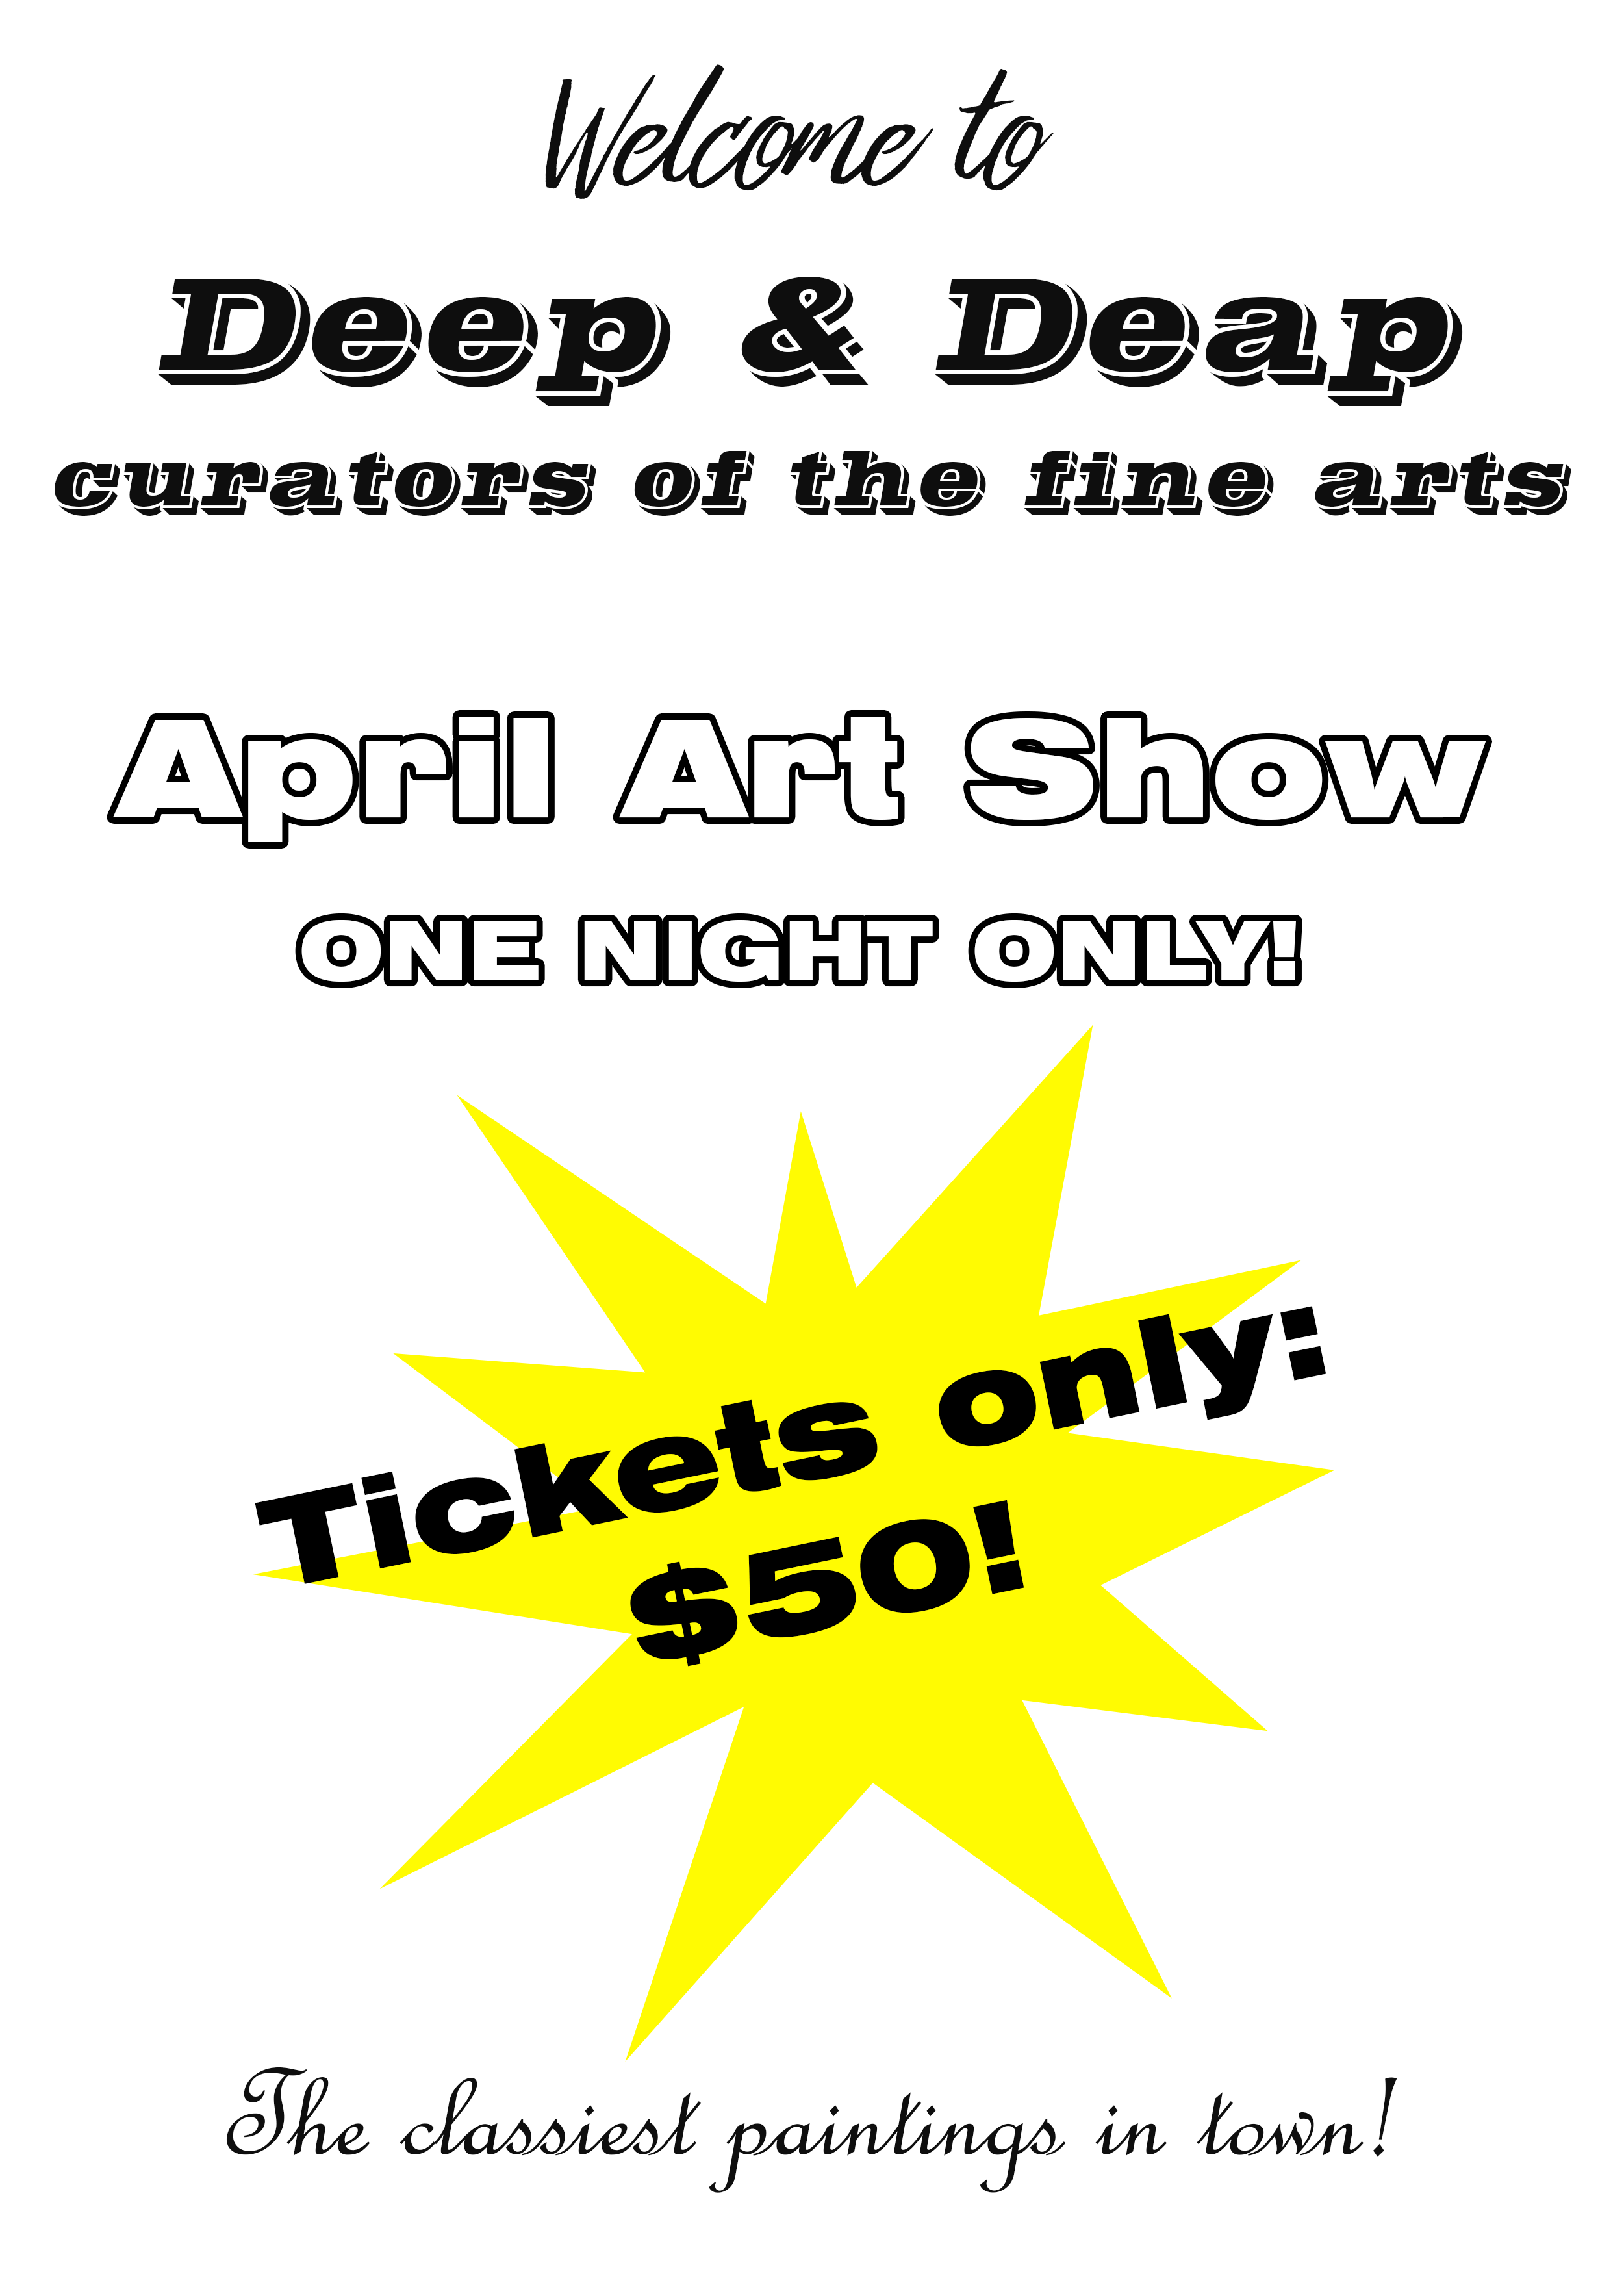 Welcome to
Deep & Deap
curators of the fine arts
April Art Show
ONE NIGHT ONLY!
Tickets only:
$50!
The classiest paintings in town!